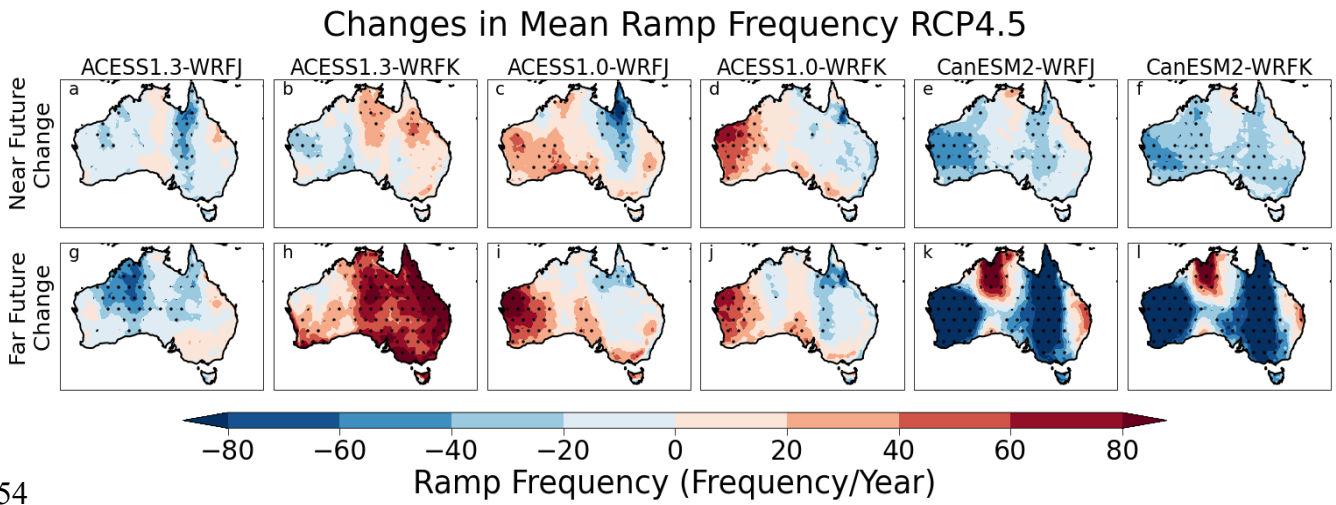 Changes in Mean Ramp Frequency RCP4.5
ACESS1.3-WRFJ ACESS1.3-WRFK ACESS1.0-WRFJ ACESS1.0-WRFK CanESM2-WRFJ CanESM2-WRFK
Near Future
Change
a b c d e f
Far Future
Change
g h i j k l
−80 −60 −40 −20 0 20 40 60 80
Ramp Frequency (Frequency/Year)
54